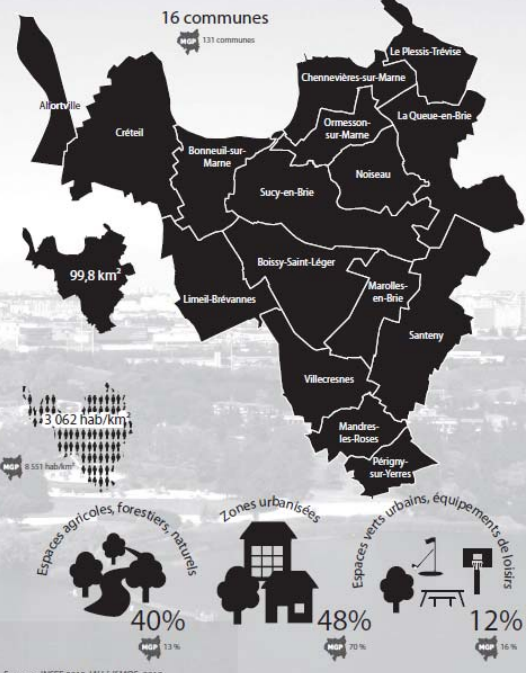 16 communes
MGP 131 communes
Le Plessis-Trévise
Chennevières-sur-Marne
Alfortville
Créteil
Ormesson-
sur-Marne
La Queue-en-Brie
Bonneuil-sur-
Marne
Noiseau
Sucy-en-Brie
99,8 km²
Boissy-Saint-Léger
Limeil-Brévannes
Marolles-
en-Brie
Santeny
Villecresnes
3 062 hab/km²
MGP 8 551 hab/km²
Mandres-
les-Roses
Périgny-
sur-Yerres
Espaces agricoles, forestiers, naturels
40%
MGP 13 %
Zones urbanisées
48%
MGP 70 %
Espaces verts urbains, équipements de loisirs
12%
MGP 16 %